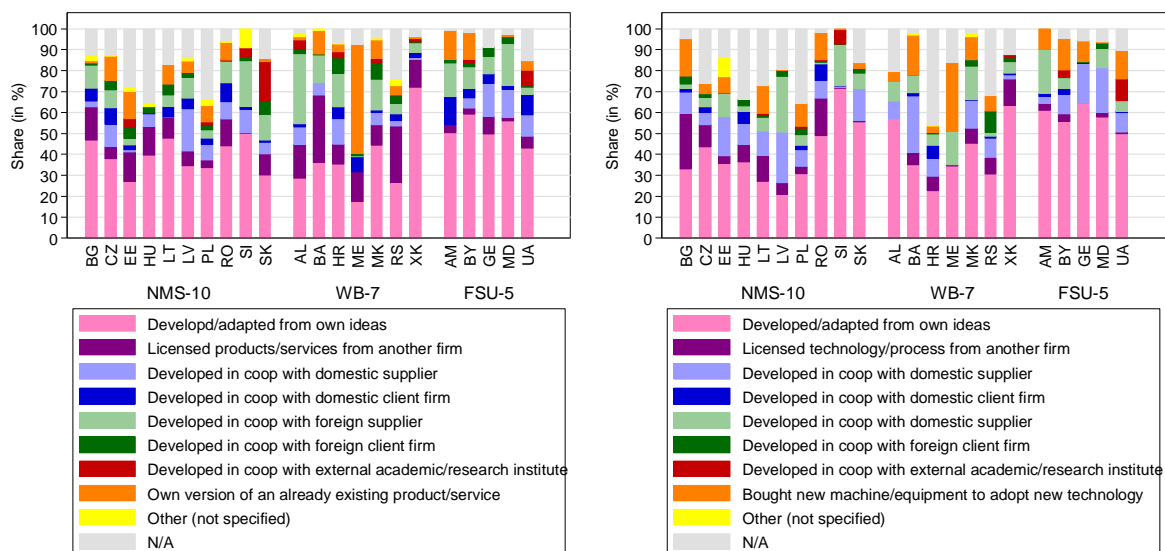 Share (in %)
100
90
80
70
60
50
40
30
20
10
0
BG CZ EE HU LT LV PL RO SI SK AL BA HR ME MK RS XK AM BY GE MD UA
NMS-10 WB-7 FSU-5
Developd/adapted from own ideas
Licensed products/services from another firm
Developed in coop with domestic supplier
Developed in coop with domestic client firm
Developed in coop with foreign supplier
Developed in coop with foreign client firm
Developed in coop with external academic/research institute
Own version of an already existing product/service
Other (not specified)
N/A
Share (in %)
100
90
80
70
60
50
40
30
20
10
0
BG CZ EE HU LT LV PL RO SI SK AL BA HR ME MK RS XK AM BY GE MD UA
NMS-10 WB-7 FSU-5
Developed/adapted from own ideas
Licensed technology/process from another firm
Developed in coop with domestic supplier
Developed in coop with domestic client firm
Developed in coop with domestic supplier
Developed in coop with foreign client firm
Developed in coop with external academic/research institute
Bought new machine/equipment to adopt new technology
Other (not specified)
N/A